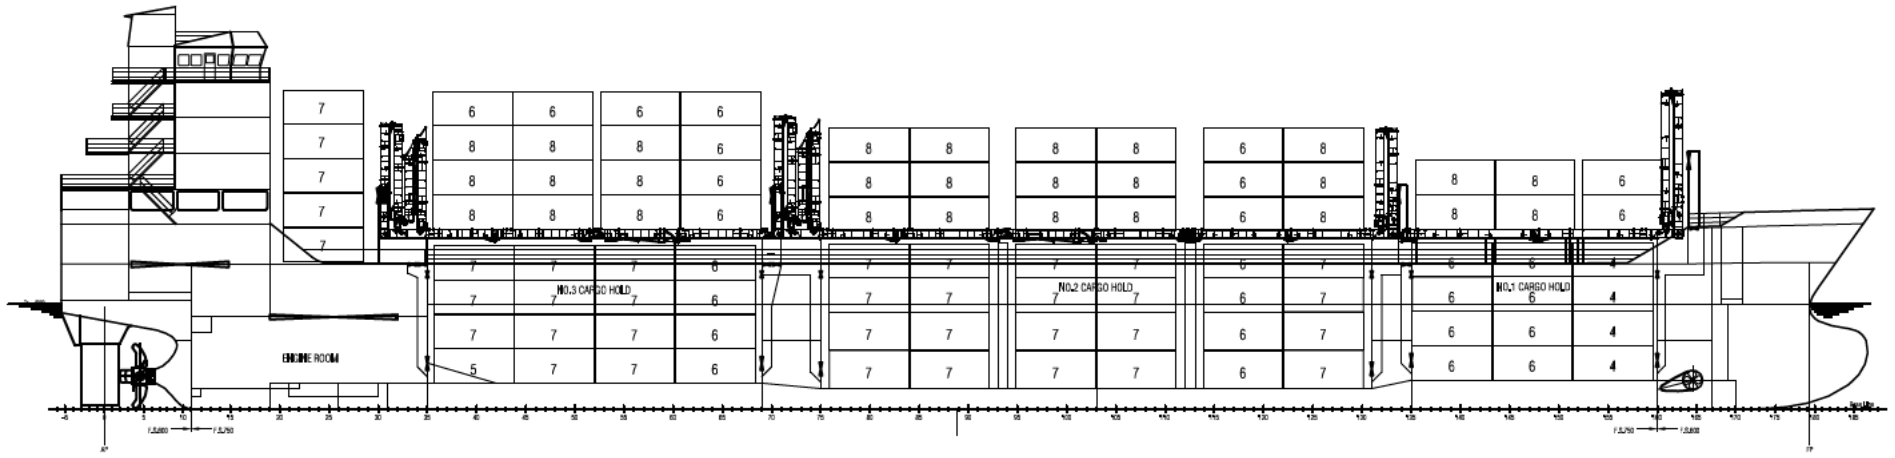 7 6 6 6 6
7 8 8 8 6 8 8 8 8 6 8
7 8 8 8 6 8 8 8 8 6 8 8 8 6
7 8 8 8 6 8 8 8 8 6 8 8 8 6
7
7 7 7 6 7 7 7 7 6 7 6 6 4
NO.3 CARGO HOLD NO.2 CARGO HOLD NO.1 CARGO HOLD
7 7 7 6 7 7 7 7 6 7 6 6 4
7 7 7 6 7 7 7 7 6 7 6 6 4
ENGINE ROOM
5 7 7 6 7 7 7 7 6 7 6 6 4
-5 0 5 10 15 20 25 30 35 40 45 50 55 60 65 70 75 80 85 90 95 100 105 110 115 120 125 130 135 140 145 150 155 160 165 170 175 180 185
F.S.600 F.S.750 F.S.750 F.S.600
AP FP